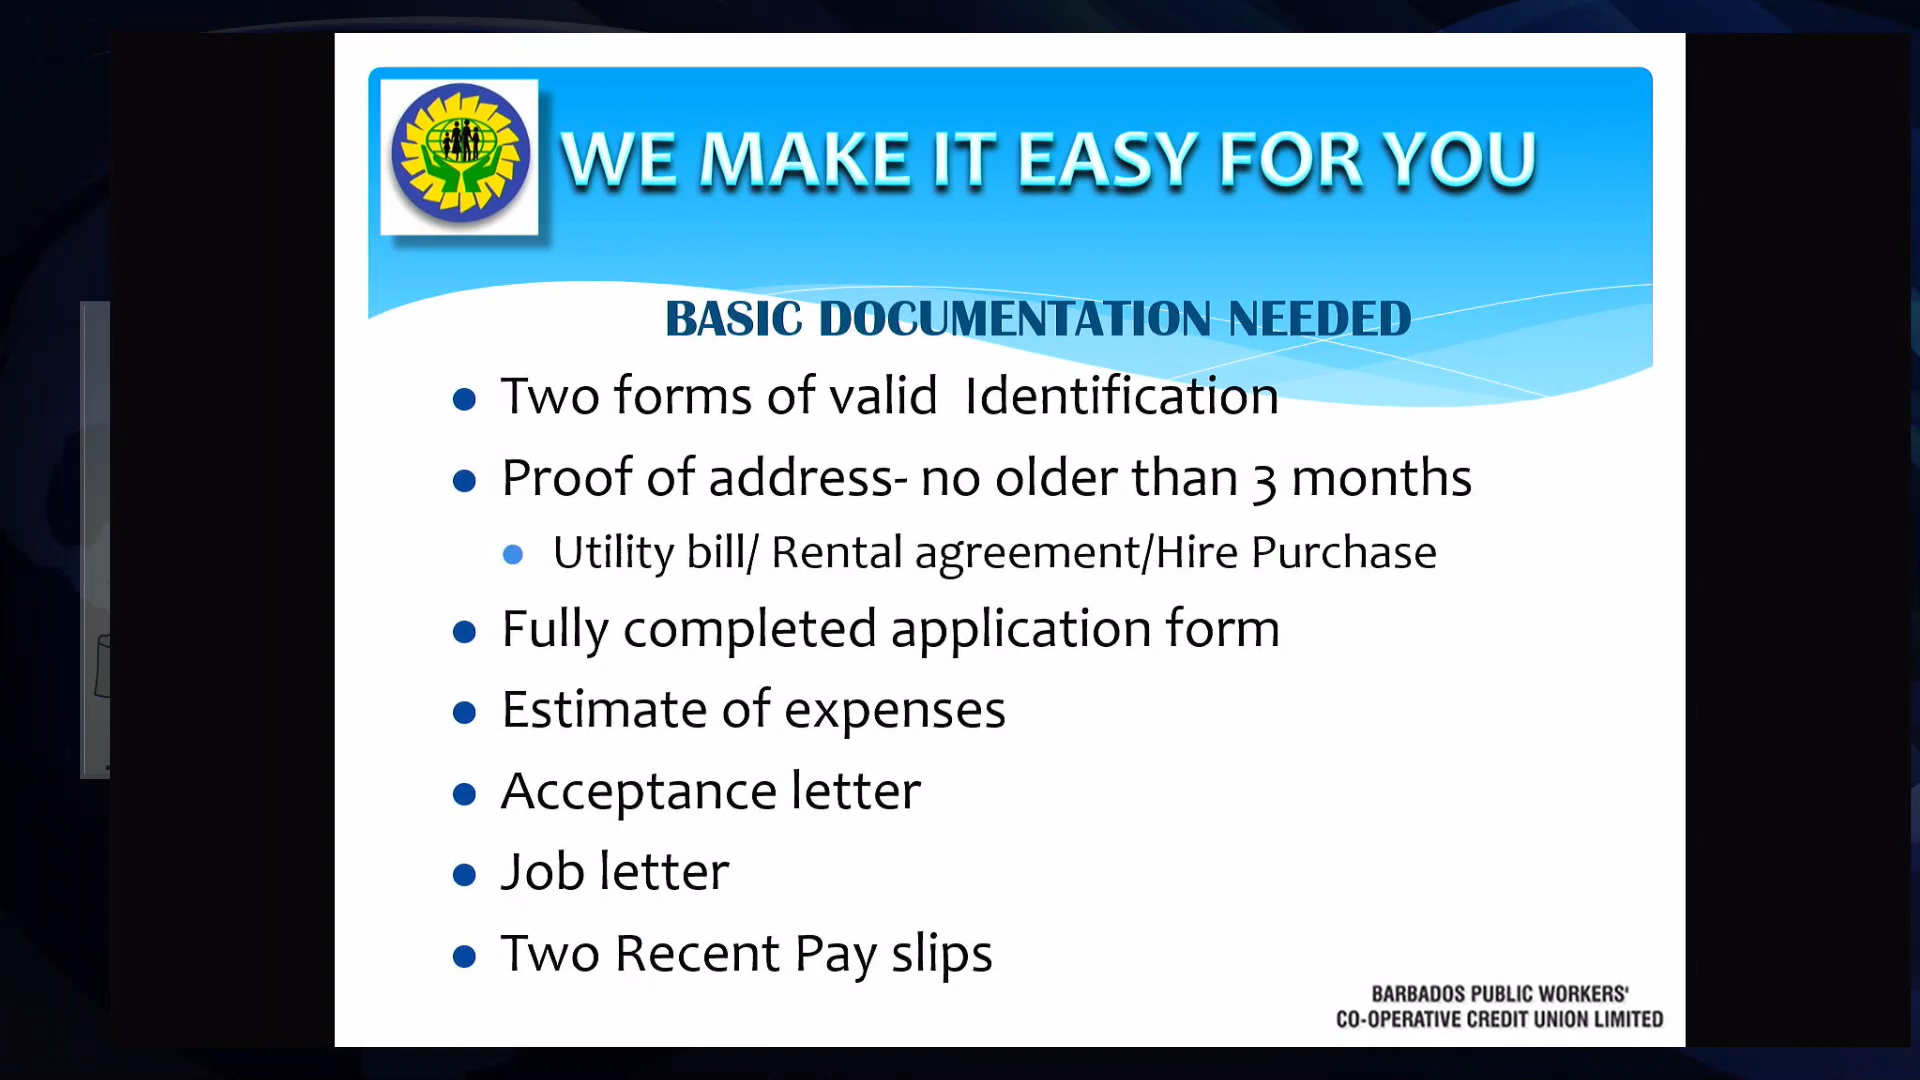 WE MAKE IT EASY FOR YOU
BASIC DOCUMENTATION NEEDED
Two forms of valid Identification
Proof of address- no older than 3 months
Utility bill/ Rental agreement/Hire Purchase
Fully completed application form
Estimate of expenses
Acceptance letter
Job letter
Two Recent Pay slips
BARBADOS PUBLIC WORKERS'
CO-OPERATIVE CREDIT UNION LIMITED